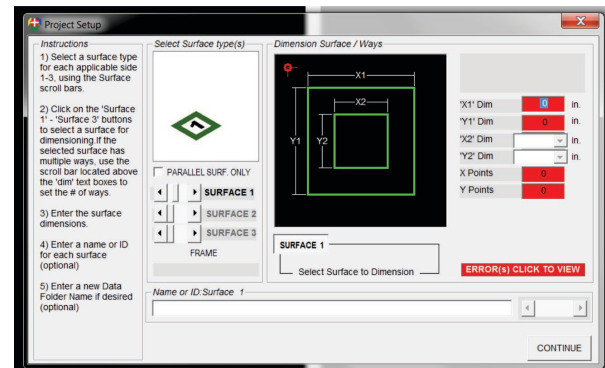 Project Setup
X
Instructions
1) Select a surface type
for each applicable side
1-3, using the Surface
scroll bars.
2) Click on the 'Surface
1' - 'Surface 3' buttons
to select a surface for
dimensioning.If the
selected surface has
multiple ways, use the
scroll bar located above
the 'dim' text boxes to
set the # of ways.
3) Enter the surface
dimensions.
4) Enter a name or ID
for each surface
(optional)
5) Enter a new Data
Folder Name if desired
(optional)
Select Surface type(s)
1
PARALLEL SURF. ONLY
SURFACE 1
SURFACE 2
SURFACE 3
FRAME
Dimension Surface / Ways
X1
X2
Y1
Y2
'X1' Dim 0 in.
'Y1' Dim 0 in.
'X2' Dim in.
'Y2' Dim in.
X Points 0
Y Points 0
SURFACE 1
Select Surface to Dimension
ERROR(s) CLICK TO VIEW
Name or ID:Surface 1
CONTINUE